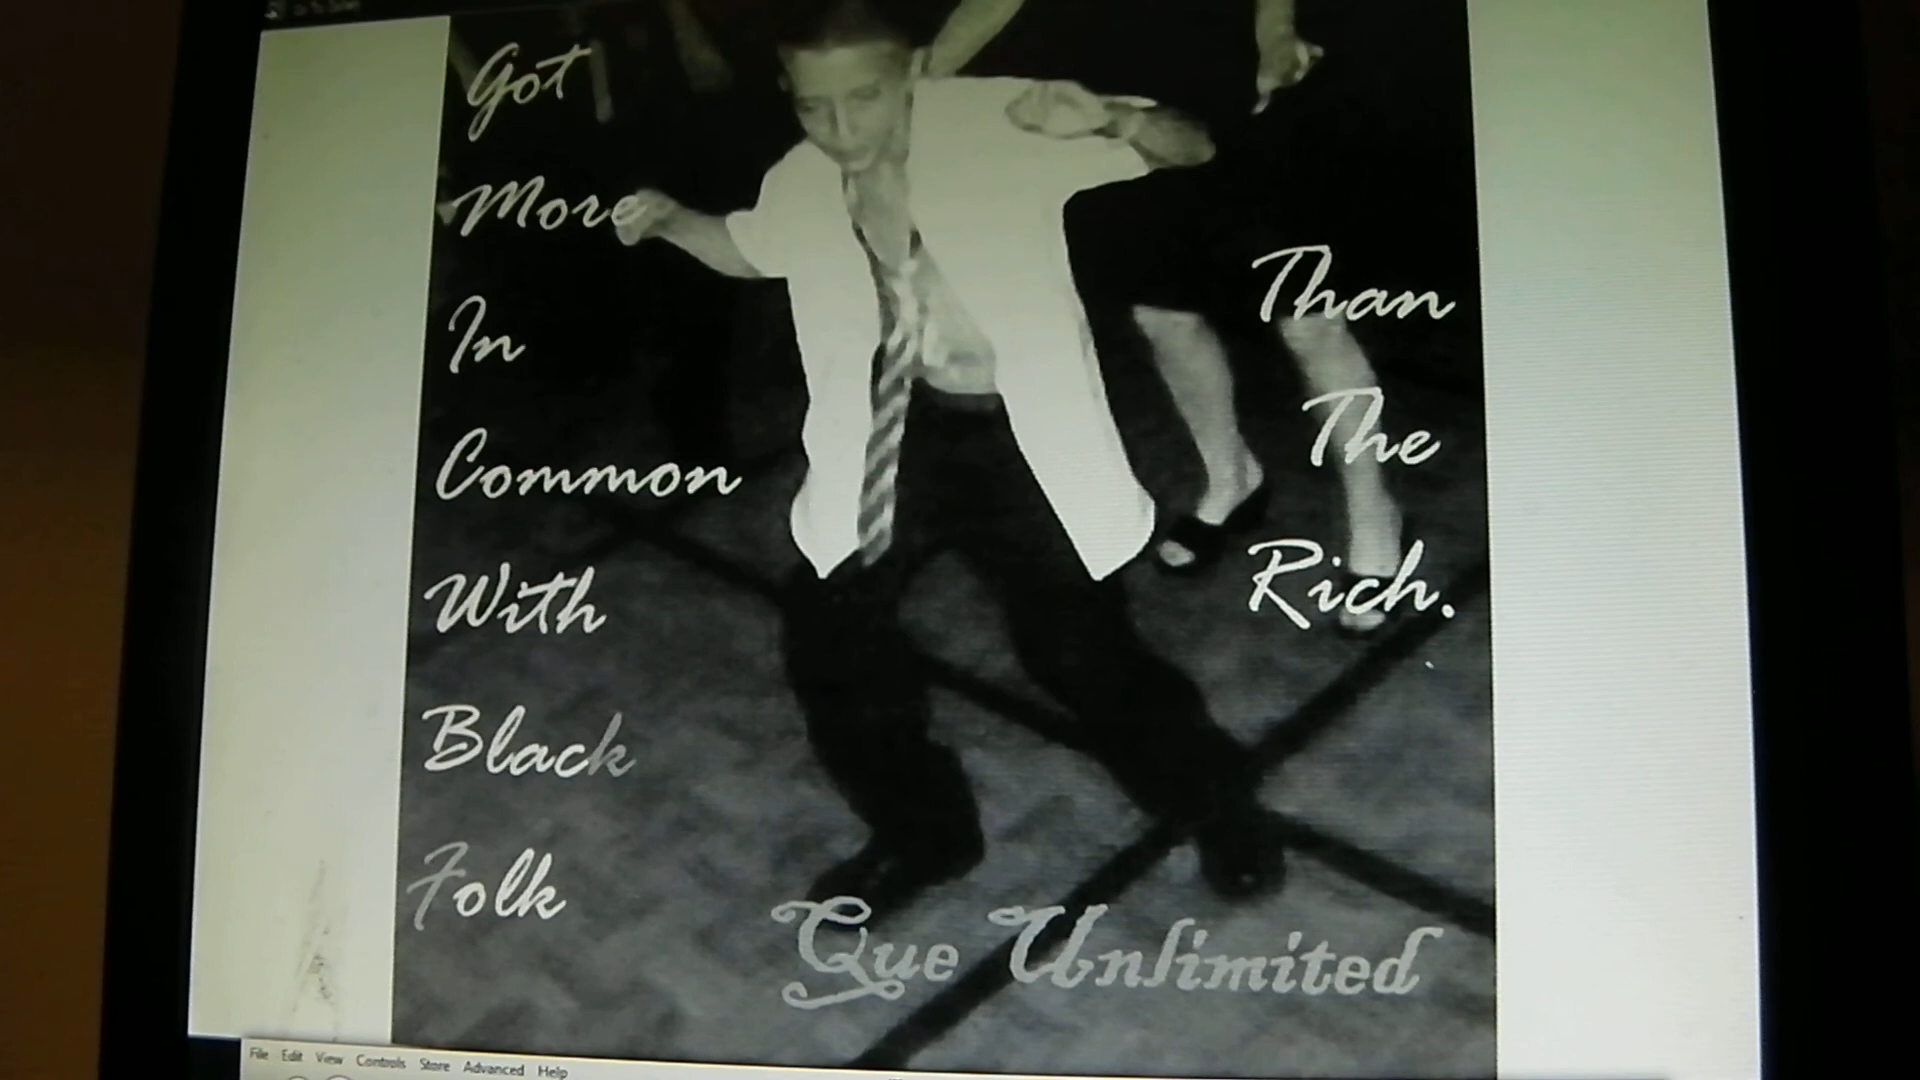 Got
More
In
Common
With
Black
Folk
Than
The
Rich.
Que Unlimited
File Edit View Controls Store Advanced Help